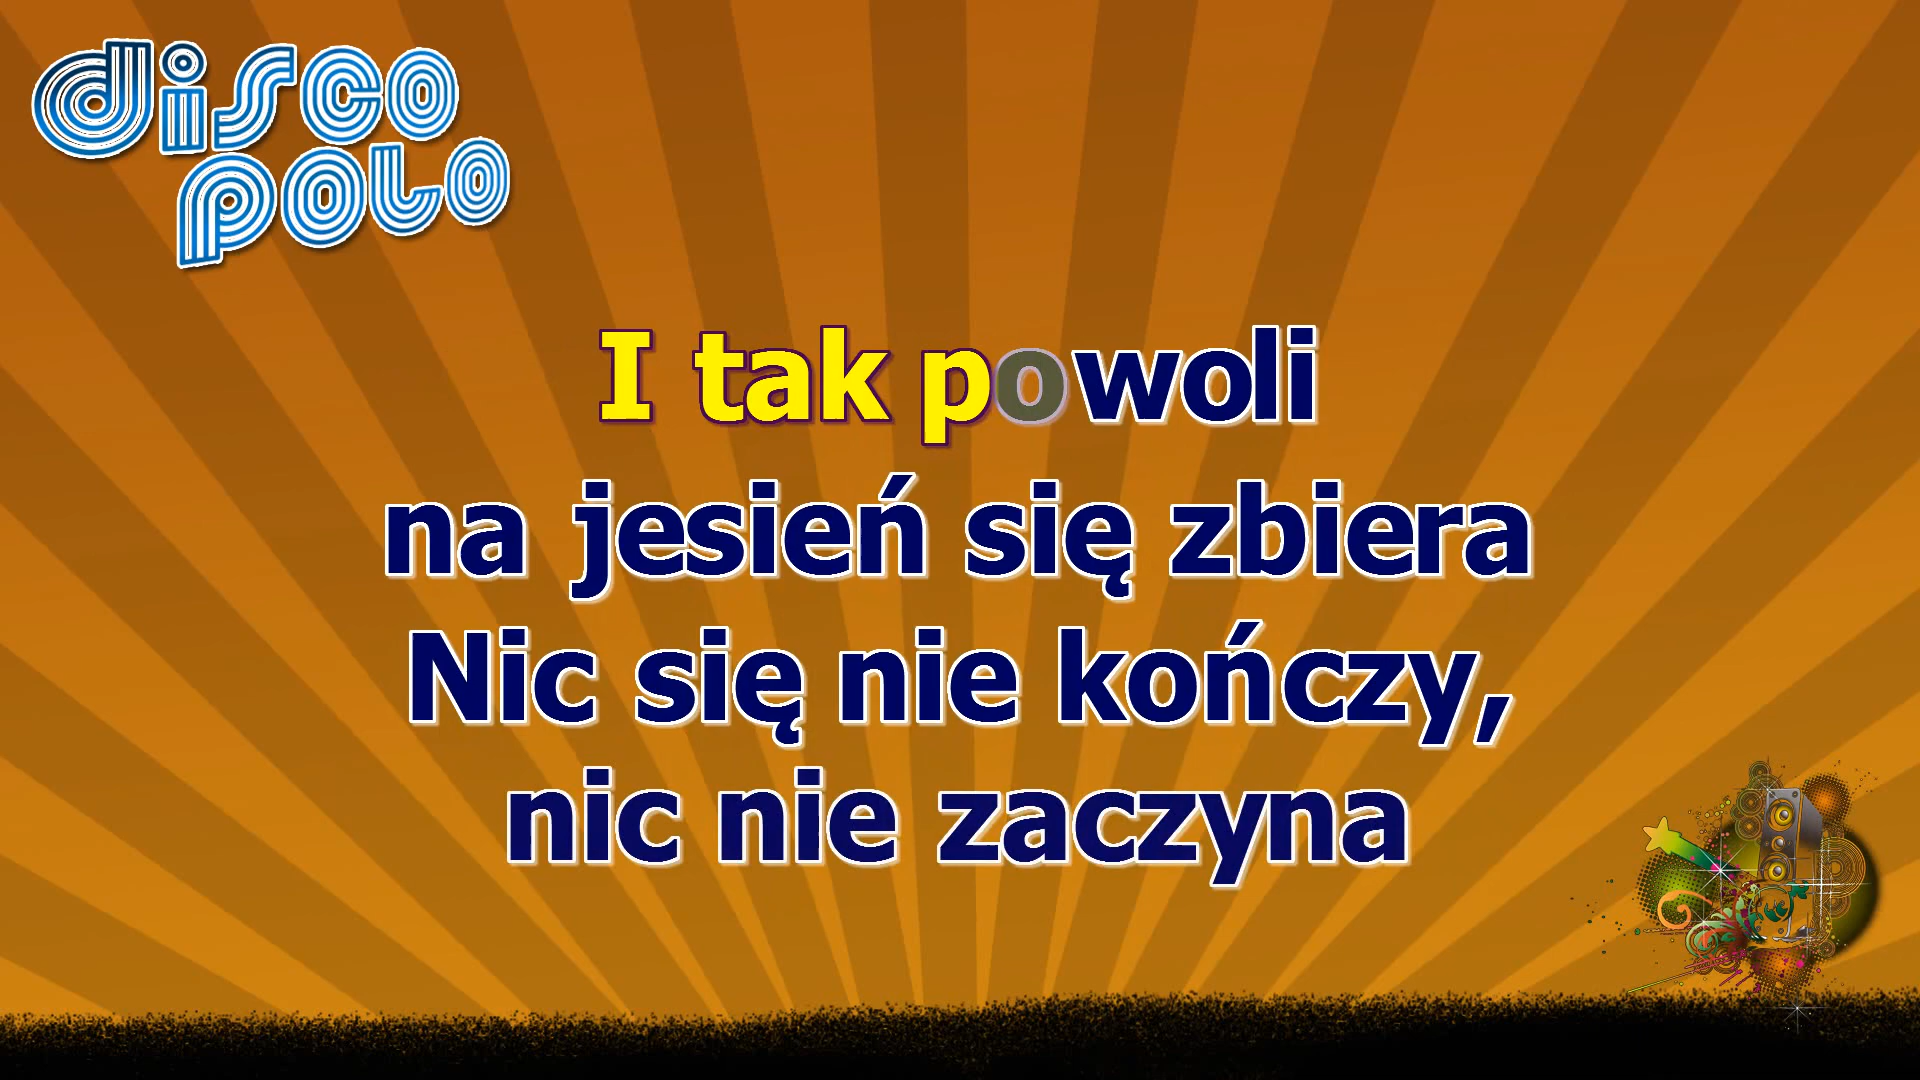 disco
polo
I tak powoli
na jesień się zbiera
Nic się nie kończy,
nic nie zaczyna